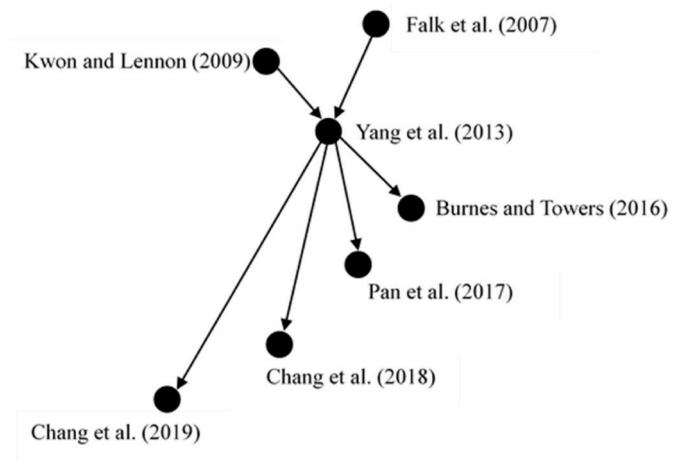 Falk et al. (2007)
Kwon and Lennon (2009)
Yang et al. (2013)
Burnes and Towers (2016)
Pan et al. (2017)
Chang et al. (2018)
Chang et al. (2019)